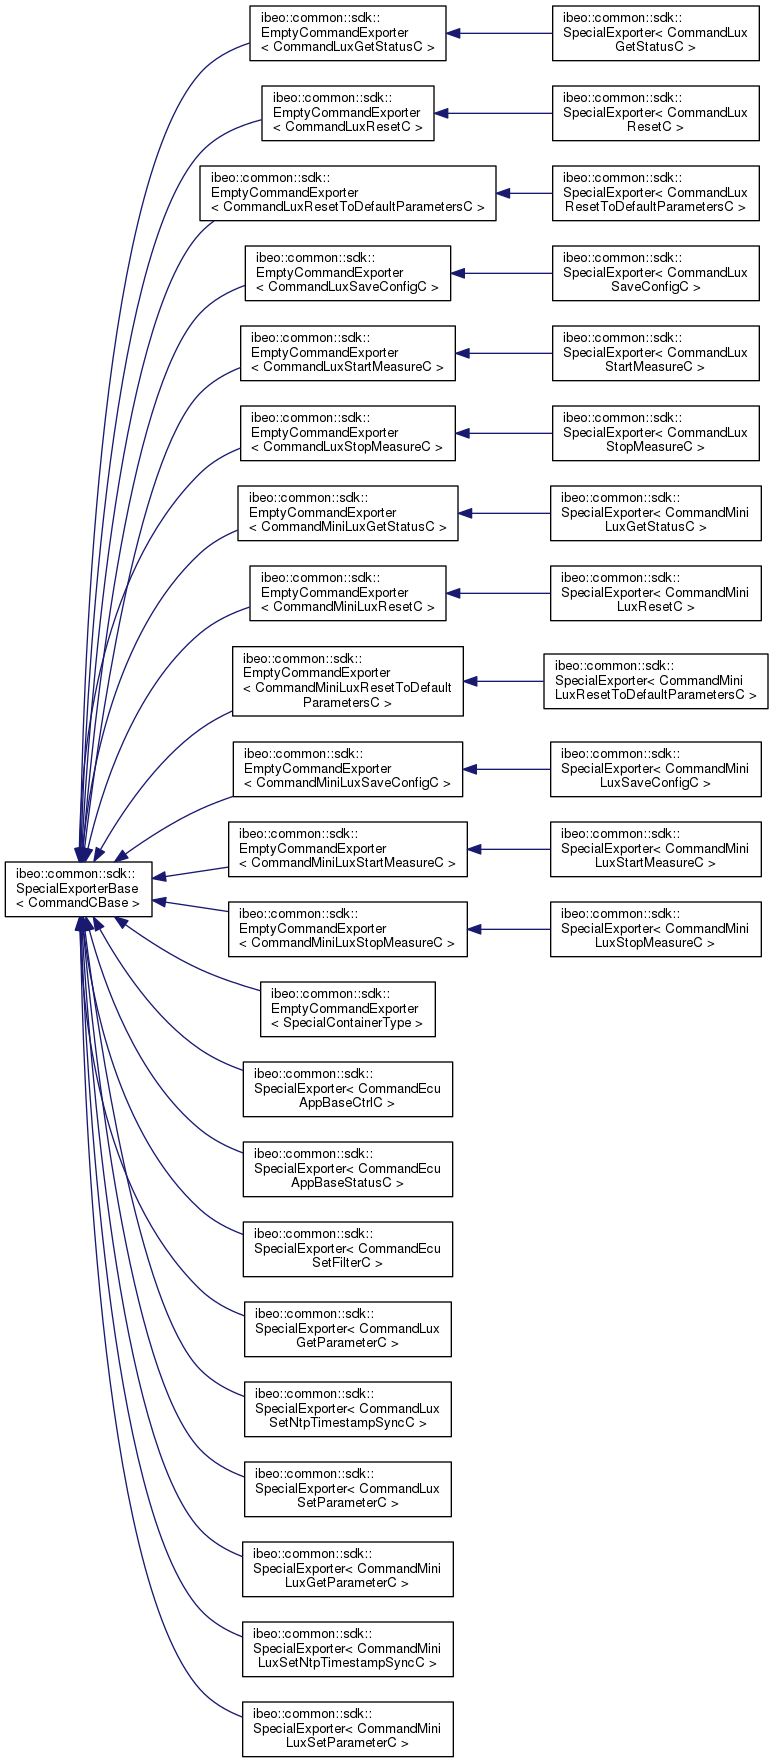 ibeo::common::sdk::
EmptyCommandExporter
< CommandLuxGetStatusC >
ibeo::common::sdk::
SpecialExporter< CommandLux
GetStatusC >
ibeo::common::sdk::
EmptyCommandExporter
< CommandLuxResetC >
ibeo::common::sdk::
SpecialExporter< CommandLux
ResetC >
ibeo::common::sdk::
EmptyCommandExporter
< CommandLuxResetToDefaultParametersC >
ibeo::common::sdk::
SpecialExporter< CommandLux
ResetToDefaultParametersC >
ibeo::common::sdk::
EmptyCommandExporter
< CommandLuxSaveConfigC >
ibeo::common::sdk::
SpecialExporter< CommandLux
SaveConfigC >
ibeo::common::sdk::
EmptyCommandExporter
< CommandLuxStartMeasureC >
ibeo::common::sdk::
SpecialExporter< CommandLux
StartMeasureC >
ibeo::common::sdk::
EmptyCommandExporter
< CommandLuxStopMeasureC >
ibeo::common::sdk::
SpecialExporter< CommandLux
StopMeasureC >
ibeo::common::sdk::
EmptyCommandExporter
< CommandMiniLuxGetStatusC >
ibeo::common::sdk::
SpecialExporter< CommandMini
LuxGetStatusC >
ibeo::common::sdk::
EmptyCommandExporter
< CommandMiniLuxResetC >
ibeo::common::sdk::
SpecialExporter< CommandMini
LuxResetC >
ibeo::common::sdk::
EmptyCommandExporter
< CommandMiniLuxResetToDefault
ParametersC >
ibeo::common::sdk::
SpecialExporter< CommandMini
LuxResetToDefaultParametersC >
ibeo::common::sdk::
EmptyCommandExporter
< CommandMiniLuxSaveConfigC >
ibeo::common::sdk::
SpecialExporter< CommandMini
LuxSaveConfigC >
ibeo::common::sdk::
EmptyCommandExporter
< CommandMiniLuxStartMeasureC >
ibeo::common::sdk::
SpecialExporter< CommandMini
LuxStartMeasureC >
ibeo::common::sdk::
SpecialExporterBase
< CommandCBase >
ibeo::common::sdk::
EmptyCommandExporter
< CommandMiniLuxStopMeasureC >
ibeo::common::sdk::
SpecialExporter< CommandMini
LuxStopMeasureC >
ibeo::common::sdk::
EmptyCommandExporter
< SpecialContainerType >
ibeo::common::sdk::
SpecialExporter< CommandEcu
AppBaseCtrlC >
ibeo::common::sdk::
SpecialExporter< CommandEcu
AppBaseStatusC >
ibeo::common::sdk::
SpecialExporter< CommandEcu
SetFilterC >
ibeo::common::sdk::
SpecialExporter< CommandLux
GetParameterC >
ibeo::common::sdk::
SpecialExporter< CommandLux
SetNtpTimestampSyncC >
ibeo::common::sdk::
SpecialExporter< CommandLux
SetParameterC >
ibeo::common::sdk::
SpecialExporter< CommandMini
LuxGetParameterC >
ibeo::common::sdk::
SpecialExporter< CommandMini
LuxSetNtpTimestampSyncC >
ibeo::common::sdk::
SpecialExporter< CommandMini
LuxSetParameterC >